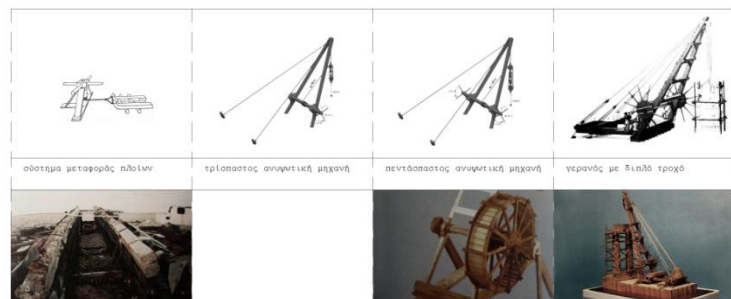 σύστημα μεταφοράς πλοίων
τρίσπαστος ανυψωτική μηχανή
πεντάσπαστος ανυψωτική μηχανή
γερανός με διπλό τροχό